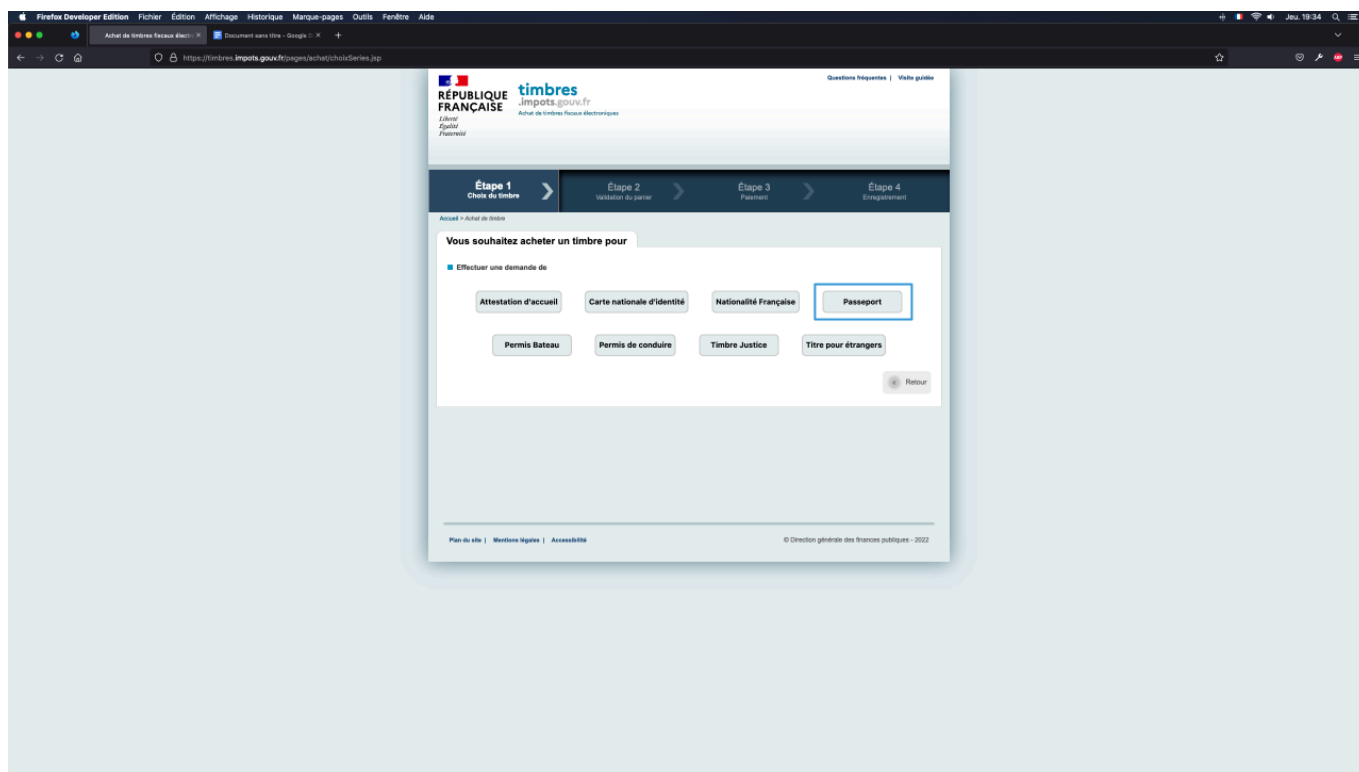 Firefox Developer Edition Fichier Édition Affichage Historique Marque-pages Outils Fenêtre Aide Jeu. 19:34
Achat de timbres fiscaux électr Document sans titre - Google D
https://timbres.impots.gouv.fr/pages/achat/choixSeries.jsp
Questions fréquentes | Visite guidée
RÉPUBLIQUE
FRANÇAISE
Liberté
Égalité
Fraternité
timbres
.impots.gouv.fr
Achat de timbres fiscaux électroniques
Étape 1 Étape 2 Étape 3 Étape 4
Choix du timbre Validation du panier Paiement Enregistrement
Accueil > Achat de timbre
Vous souhaitez acheter un timbre pour
Effectuer une demande de
Attestation d'accueil Carte nationale d'identité Nationalité Française Passeport
Permis Bateau Permis de conduire Timbre Justice Titre pour étrangers
Retour
Plan du site | Mentions légales | Accessibilité © Direction générale des finances publiques - 2022